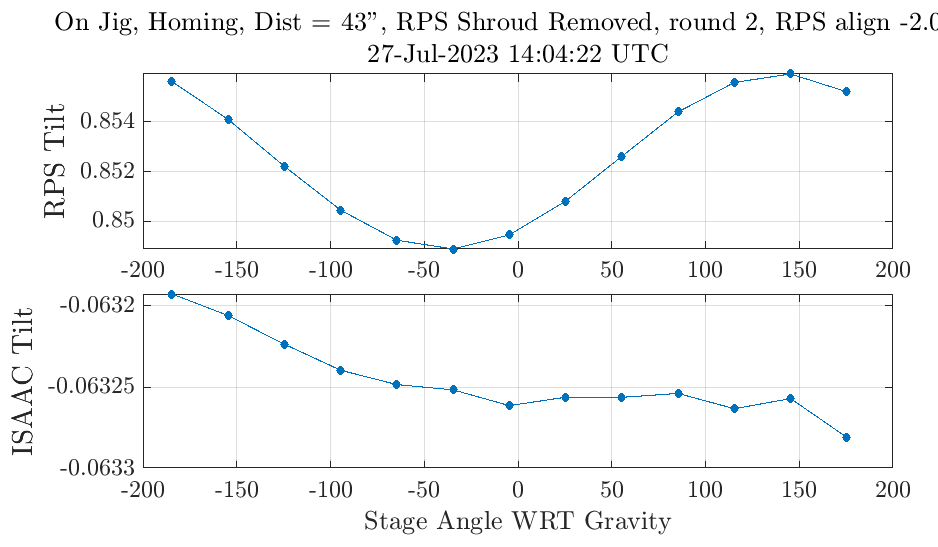 On Jig, Homing, Dist = 43", RPS Shroud Removed, round 2, RPS align -2.0
27-Jul-2023 14:04:22 UTC
RPS Tilt
0.854
0.852
0.85
-200 -150 -100 -50 0 50 100 150 200
ISAAC Tilt
-0.0632
-0.06325
-0.0633
-200 -150 -100 -50 0 50 100 150 200
Stage Angle WRT Gravity